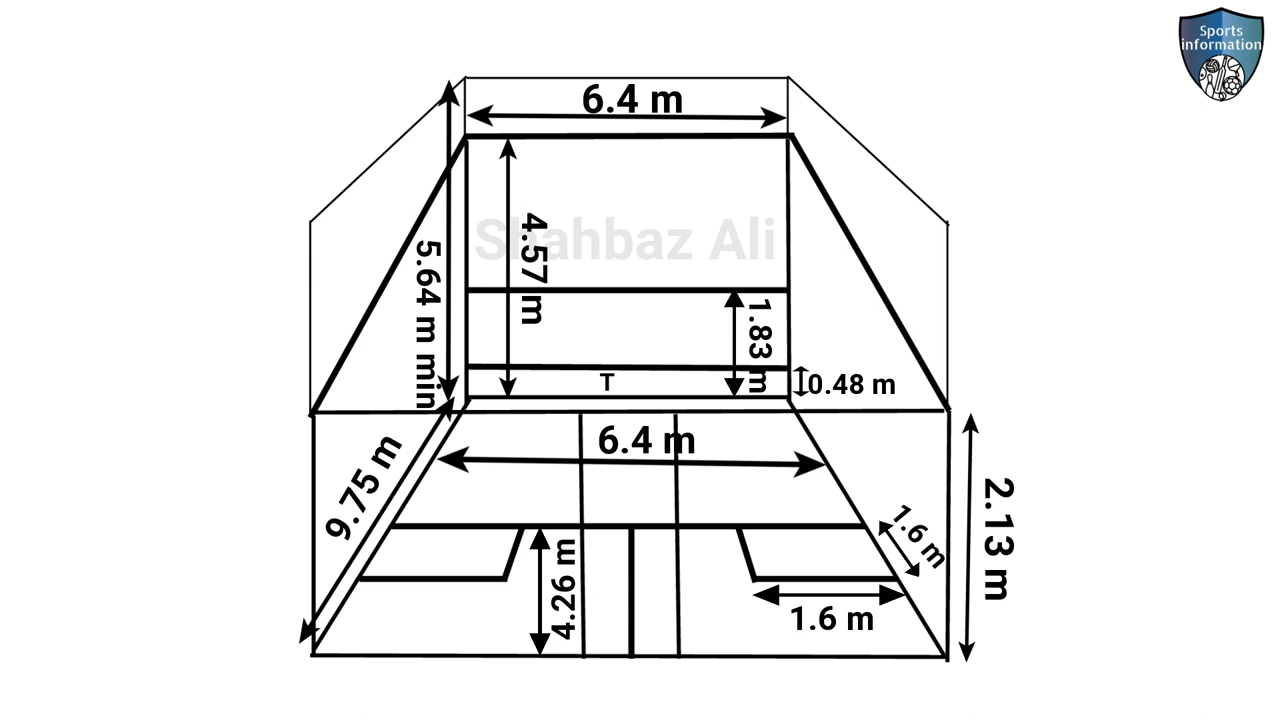 Sports
information
6.4 m
Shahbaz Ali
4.57 m
5.64 m min
1.83 m
T
0.48 m
6.4 m
9.75 m
2.13 m
1.6 m
4.26 m
1.6 m